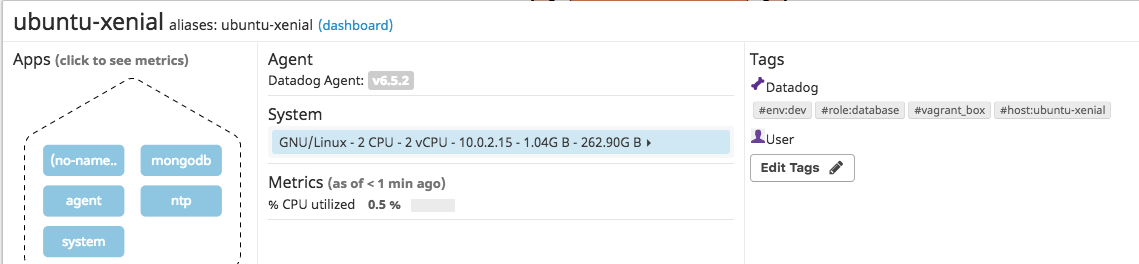 ubuntu-xenial aliases: ubuntu-xenial (dashboard)
Apps (click to see metrics)
(no-name..
mongodb
agent
ntp
system
Agent
Datadog Agent: v6.5.2
System
GNU/Linux - 2 CPU - 2 vCPU - 10.0.2.15 - 1.04G B - 262.90G B
Metrics (as of < 1 min ago)
% CPU utilized 0.5 %
Tags
Datadog
#env:dev #role:database #vagrant_box #host:ubuntu-xenial
User
Edit Tags